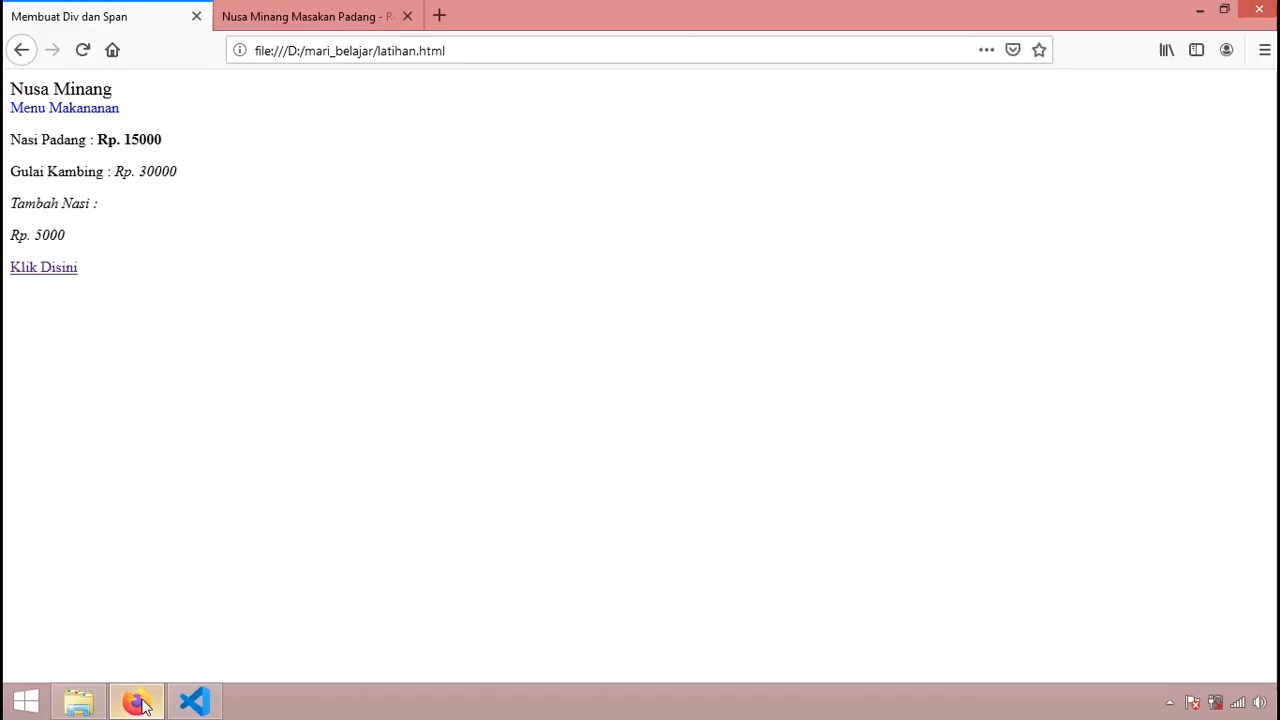 Membuat Div dan Span
Nusa Minang Masakan Padang - Re
file:///D:/mari_belajar/latihan.html
Nusa Minang
Menu Makananan
Nasi Padang : Rp. 15000
Gulai Kambing : Rp. 30000
Tambah Nasi :
Rp. 5000
Klik Disini